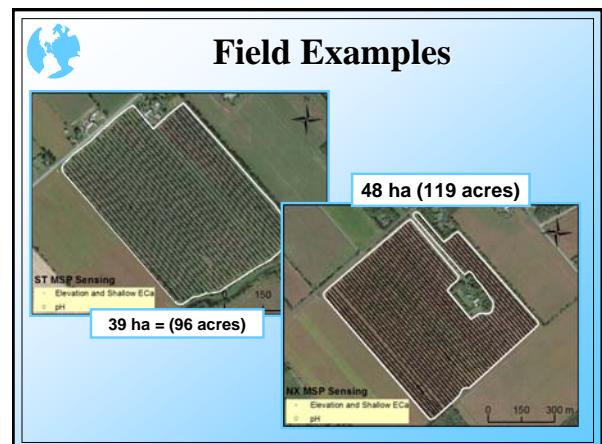 Field Examples
N
ST MSP Sensing
Elevation and Shallow ECa
pH
150
39 ha = (96 acres)
48 ha (119 acres)
NX MSP Sensing
Elevation and Shallow ECa
pH
0 150 300 m